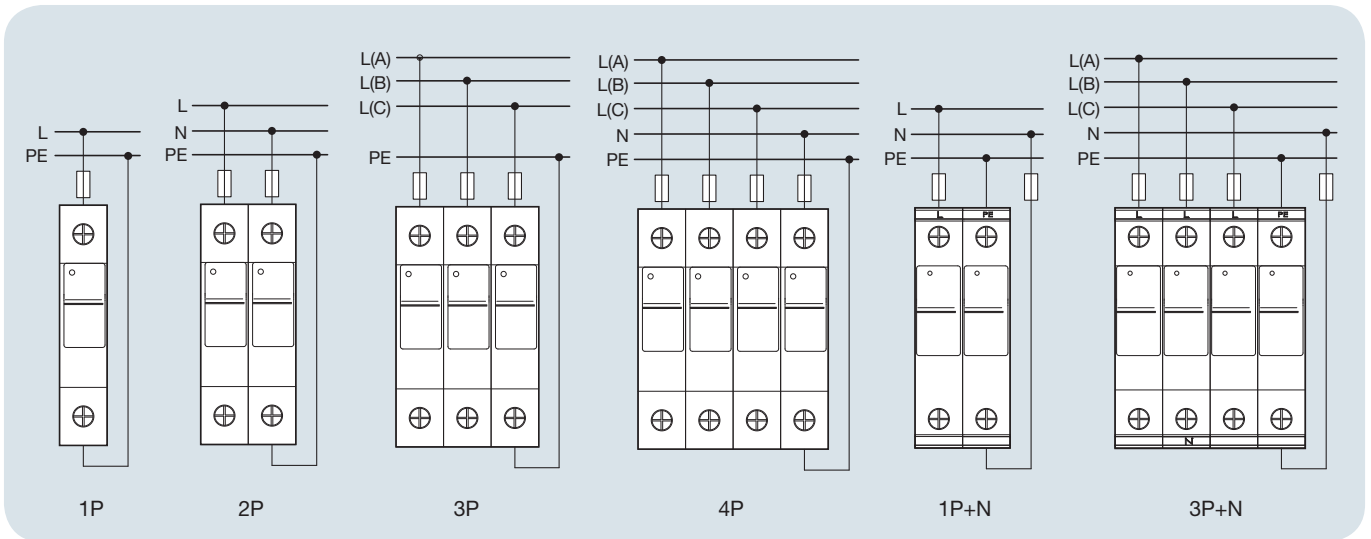 L
PE
1P
L
N
PE
2P
L(A)
L(B)
L(C)
PE
3P
L(A)
L(B)
L(C)
N
PE
4P
L
N
PE
L PE
1P+N
L(A)
L(B)
L(C)
N
PE
L L L PE
N
3P+N